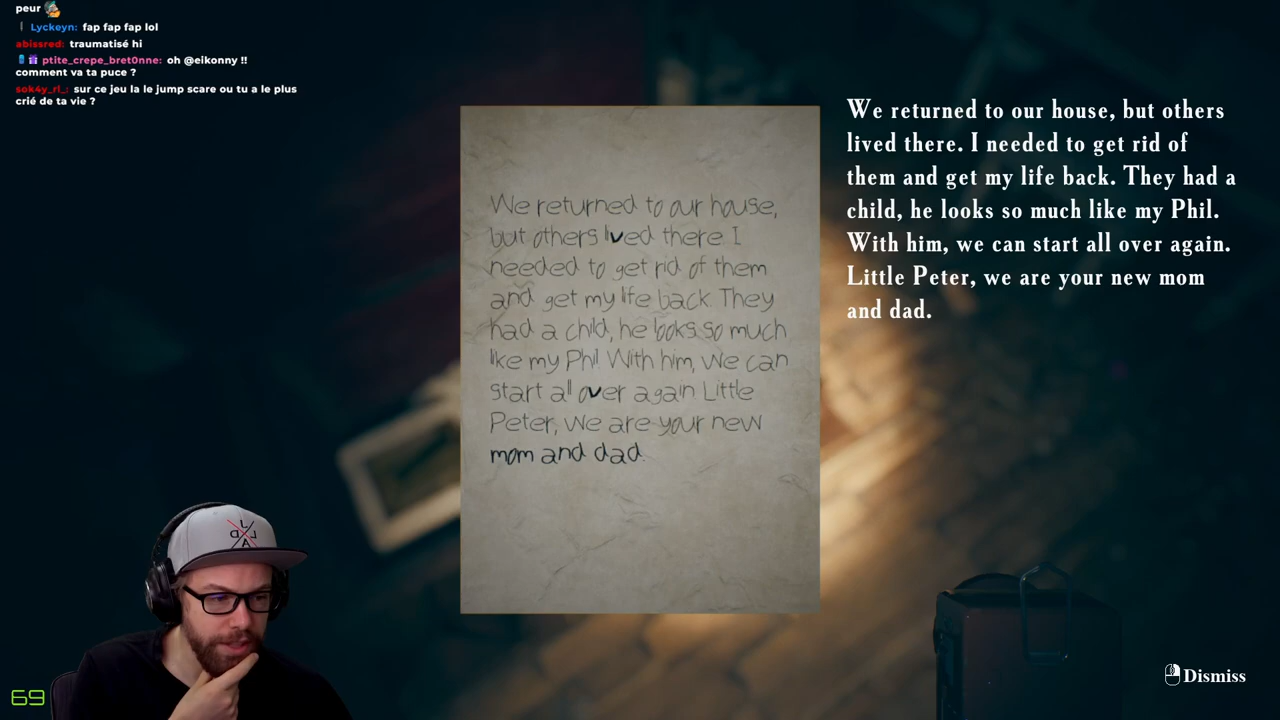 peur
Lyckeyn: fap fap fap lol
abissred: traumatisé hi
ptite_crepe_bret0nne: oh @eikonny !!
comment va ta puce ?
sok4y_rl_: sur ce jeu la le jump scare ou tu a le plus
crié de ta vie ?
We returned to our house,
but others lived there I
needed to get rid of them
and get my life back They
had a child, he looks so much
like my Phil With him, we can
start all over again Little
Peter, we are your new
mom and dad.
We returned to our house, but others
lived there. I needed to get rid of
them and get my life back. They had a
child, he looks so much like my Phil.
With him, we can start all over again.
Little Peter, we are your new mom
and dad.
Dismiss
69